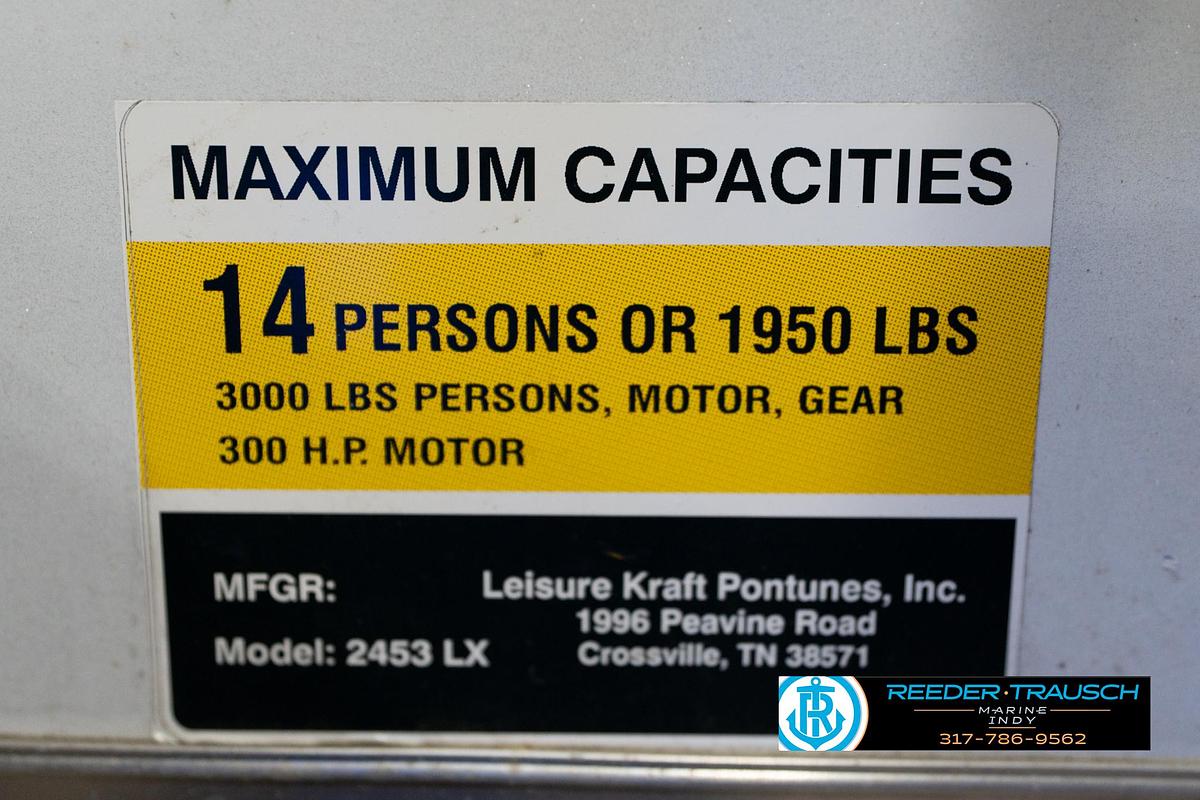 MAXIMUM CAPACITIES
14 PERSONS OR 1950 LBS
3000 LBS PERSONS, MOTOR, GEAR
300 H.P. MOTOR
MFGR: Leisure Kraft Pontunes, Inc.
1996 Peavine Road
Model: 2453 LX Crossville, TN 38571
REEDER·TRAUSCH
MARINE
INDY
317-786-9562